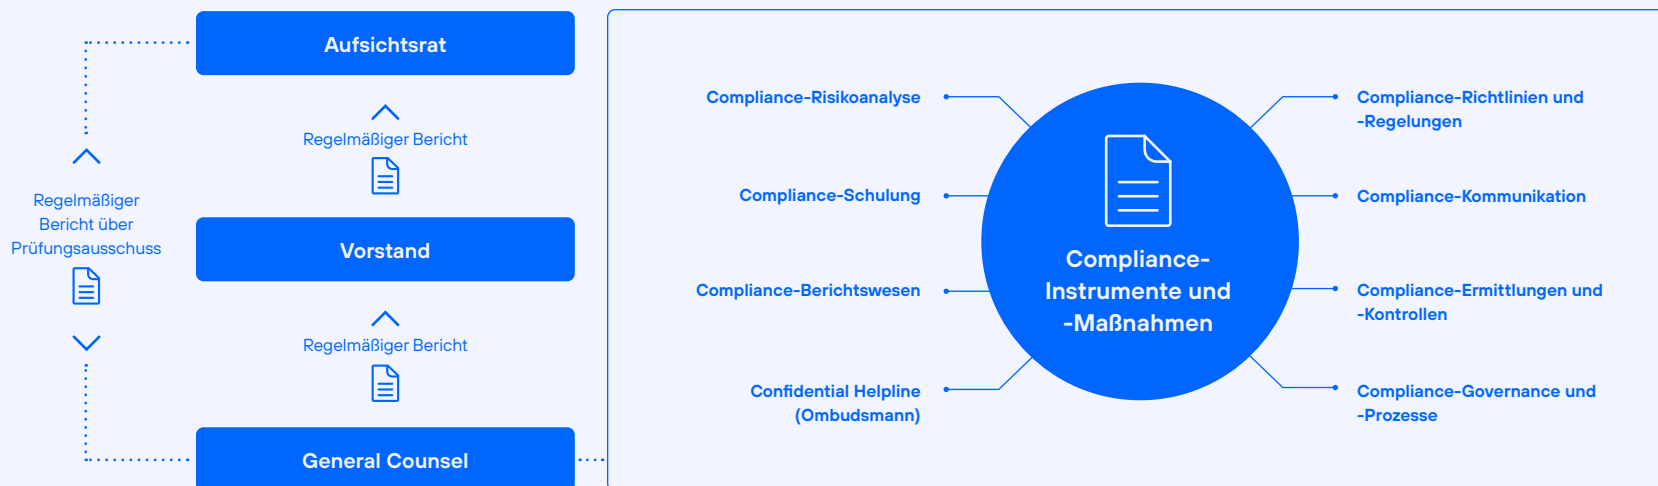 Aufsichtsrat
Regelmäßiger Bericht
Regelmäßiger
Bericht über
Prüfungsausschuss
Vorstand
Regelmäßiger Bericht
General Counsel
Compliance-Risikoanalyse
Compliance-Schulung
Compliance-Berichtswesen
Confidential Helpline
(Ombudsmann)
Compliance-
Instrumente und
-Maßnahmen
Compliance-Richtlinien und
-Regelungen
Compliance-Kommunikation
Compliance-Ermittlungen und
-Kontrollen
Compliance-Governance und
-Prozesse